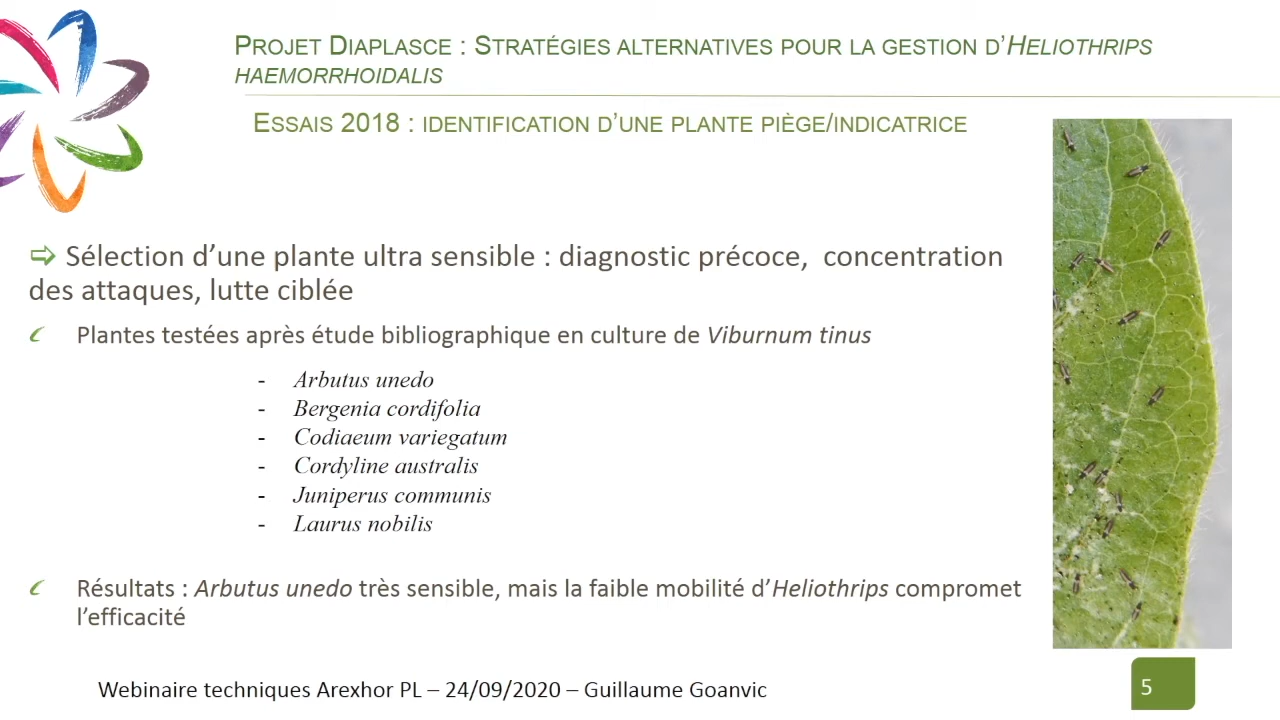 Projet Diaplasce : Stratégies alternatives pour la gestion d’Heliothrips
haemorrhoidalis
Essais 2018 : identification d’une plante piège/indicatrice
⇨ Sélection d’une plante ultra sensible : diagnostic précoce,  concentration
des attaques, lutte ciblée
Plantes testées après étude bibliographique en culture de Viburnum tinus
- Arbutus unedo
- Bergenia cordifolia
- Codiaeum variegatum
- Cordyline australis
- Juniperus communis
- Laurus nobilis
Résultats : Arbutus unedo très sensible, mais la faible mobilité d’Heliothrips compromet
l’efficacité
Webinaire techniques Arexhor PL – 24/09/2020 – Guillaume Goanvic
5